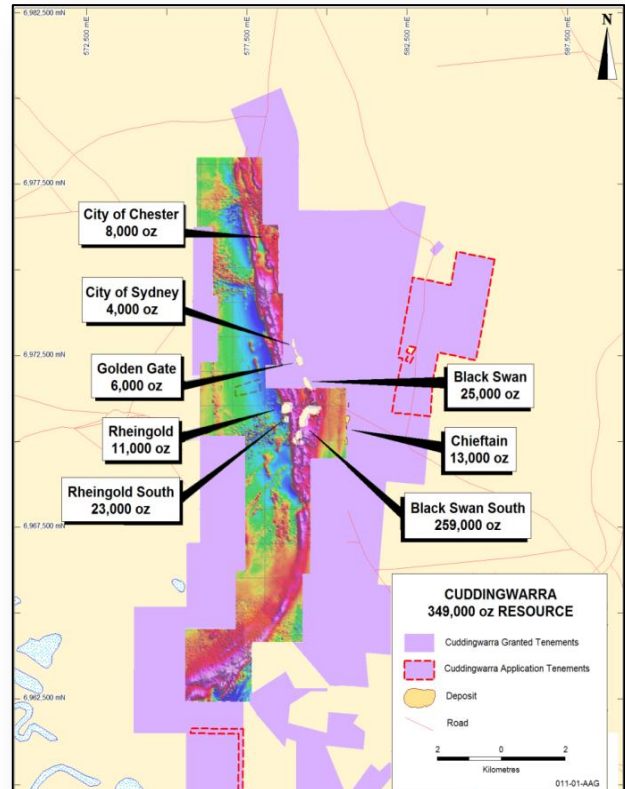 6,982,500 mN
572,500 mE
577,500 mE
582,500 mE
587,500 mE
N
6,977,500 mN
City of Chester
8,000 oz
City of Sydney
4,000 oz
6,972,500 mN
Golden Gate
6,000 oz
Black Swan
25,000 oz
Rheingold
11,000 oz
Chieftain
13,000 oz
Rheingold South
23,000 oz
Black Swan South
259,000 oz
6,967,500 mN
CUDDINGWARRA
349,000 oz RESOURCE
Cuddingwarra Granted Tenements
Cuddingwarra Application Tenements
Deposit
Road
6,962,500 mN
2 0 2
Kilometres
011-01-AAG